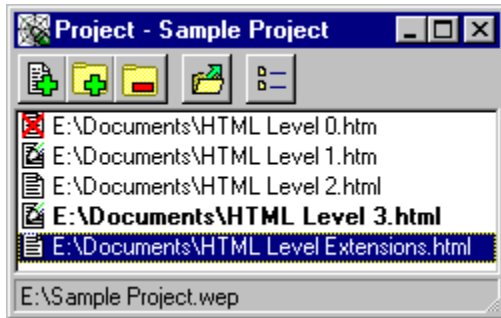 Project - Sample Project
E:\Documents\HTML Level 0.htm
E:\Documents\HTML Level 1.htm
E:\Documents\HTML Level 2.html
E:\Documents\HTML Level 3.html
E:\Documents\HTML Level Extensions.html
E:\Sample Project.wep